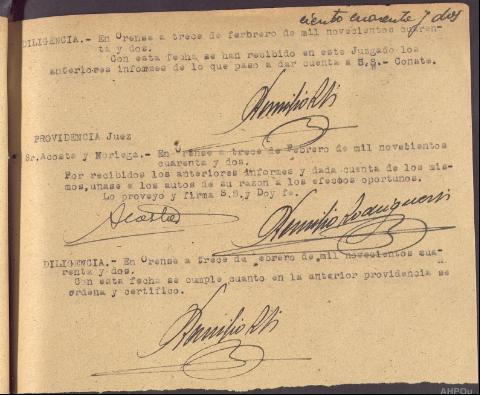 ciento cuarenta y dos
DILIGENCIA.- En Orense a trece de ferbrero de mil novecientos cuaren-
ta y dos.
Con esta fecha se han recibido en este Juzgado los
anteriores informes de lo que paso a dar cuenta a S,S.- Conste.
PROVIDENCIA Juez
Sr. Acosta y Noriega.- En Orense a trece de Febrero de mil novebientos
cuarenta y dos.
Por recibidos los anteriores informes y dada cuenta de los mis-
mos, unase a los autos de su razon a los efectos oportunos.
Lo proveyo y firma S.S. y Doy fe.
Acosta
DILIGENCIA.- En Orense a trece de ebrero de mil novecientos cua-
renta y dos.
Con esta fecha se cumple cuanto en la anterior providencia se
ordena y certifico.
AHPOu